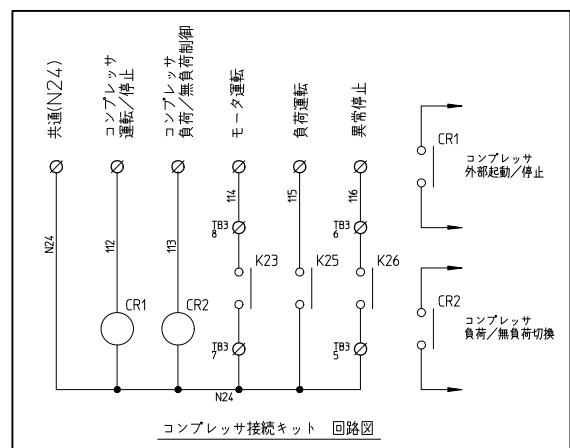 共通(N24)
コンプレッサ
運転/停止
コンプレッサ
負荷/無負荷制御
モータ運転
負荷運転
異常停止
N24
112
113
114
115
116
TB3
8
TB3
6
K23
K25
K26
CR1
CR2
TB3
7
TB3
5
N24
CR1
コンプレッサ
外部起動/停止
CR2
コンプレッサ
負荷/無負荷切換
コンプレッサ接続キット 回路図